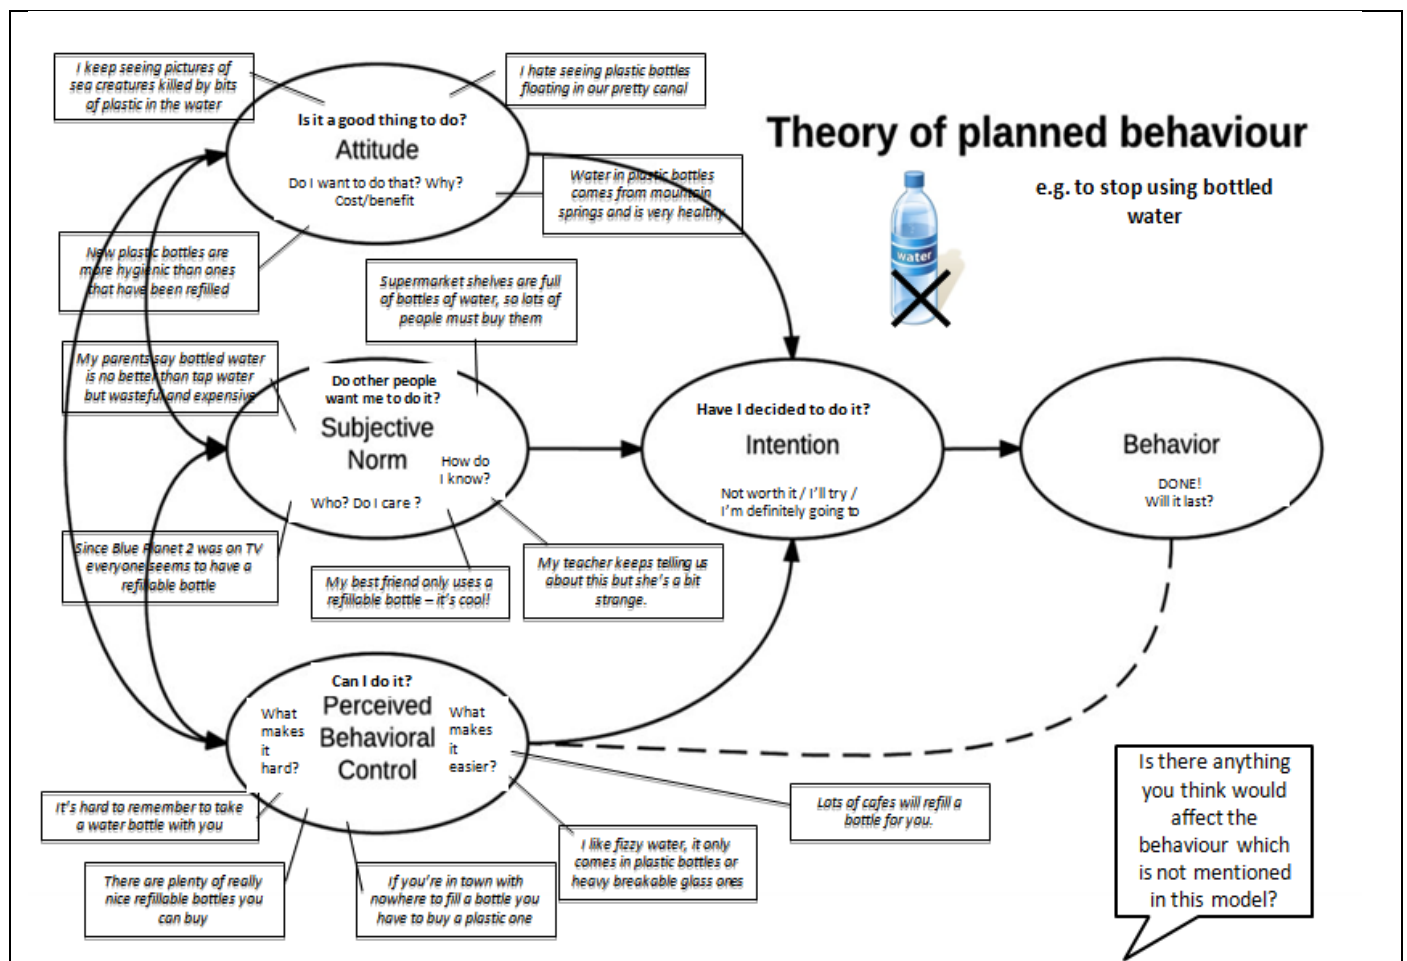 I keep seeing pictures of
sea creatures killed by bits
of plastic in the water
I hate seeing plastic bottles
floating in our pretty canal
Is it a good thing to do?
Attitude
Do I want to do that? Why?
Cost/benefit
Water in plastic bottles
comes from mountain
springs and is very healthy
New plastic bottles are
more hygienic than ones
that have been refilled
Theory of planned behaviour
e.g. to stop using bottled
water
water
Supermarket shelves are full
of bottles of water, so lots of
people must buy them
My parents say bottled water
is no better than tap water
but wasteful and expensive
Do other people
want me to do it?
Subjective
Norm
How do
I know?
Who? Do I care ?
Have I decided to do it?
Intention
Not worth it / I'll try /
I'm definitely going to
Behavior
DONE!
Will it last?
Since Blue Planet 2 was on TV
everyone seems to have a
refillable bottle
My best friend only uses a
refillable bottle – it's cool!
My teacher keeps telling us
about this but she's a bit
strange.
Can I do it?
Perceived
Behavioral
Control
What
makes
it
hard?
What
makes
it
easier?
It's hard to remember to take
a water bottle with you
There are plenty of really
nice refillable bottles you
can buy
If you're in town with
nowhere to fill a bottle you
have to buy a plastic one
I like fizzy water, it only
comes in plastic bottles or
heavy breakable glass ones
Lots of cafes will refill a
bottle for you.
Is there anything
you think would
affect the
behaviour which
is not mentioned
in this model?